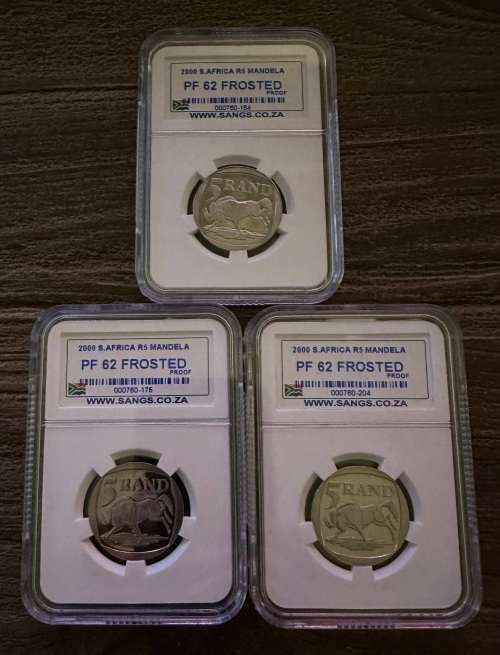 2000 S.AFRICA R5 MANDELA
PF 62 FROSTED
PROOF
000760-184
WWW.SANGS.CO.ZA
5 RAND
2000 S.AFRICA R5 MANDELA
PF 62 FROSTED
PROOF
000760-176
WWW.SANGS.CO.ZA
5 RAND
2000 S.AFRICA R5 MANDELA
PF 62 FROSTED
PROOF
000760-204
WWW.SANGS.CO.ZA
5 RAND